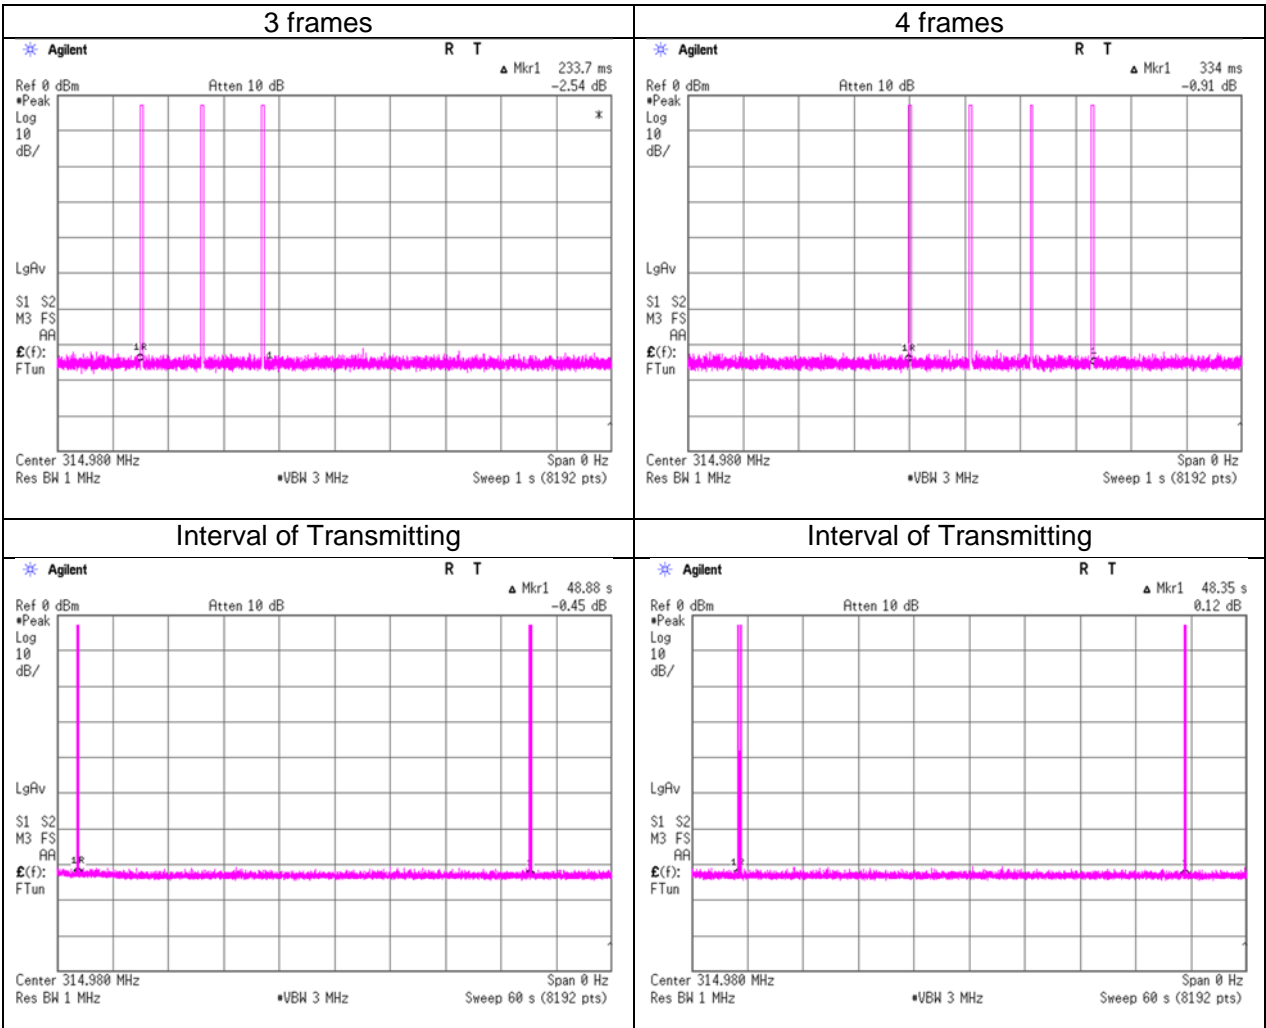 3 frames
Agilent R T
Δ Mkr1 233.7 ms
Ref 0 dBm Atten 10 dB -2.54 dB
*Peak
Log
10
dB/
*
LgAv
S1 S2
M3 FS
AA
£(f):
FTun
1R
1
Center 314.980 MHz Span 0 Hz
Res BW 1 MHz *VBW 3 MHz Sweep 1 s (8192 pts)
4 frames
Agilent R T
Δ Mkr1 334 ms
Ref 0 dBm Atten 10 dB -0.91 dB
*Peak
Log
10
dB/
LgAv
S1 S2
M3 FS
AA
£(f):
FTun
1R
Center 314.980 MHz Span 0 Hz
Res BW 1 MHz *VBW 3 MHz Sweep 1 s (8192 pts)
Interval of Transmitting
Agilent R T
Δ Mkr1 48.88 s
Ref 0 dBm Atten 10 dB -0.45 dB
*Peak
Log
10
dB/
LgAv
S1 S2
M3 FS
AA
£(f):
FTun
1R
Center 314.980 MHz Span 0 Hz
Res BW 1 MHz *VBW 3 MHz Sweep 60 s (8192 pts)
Interval of Transmitting
Agilent R T
Δ Mkr1 48.35 s
Ref 0 dBm Atten 10 dB 0.12 dB
*Peak
Log
10
dB/
LgAv
S1 S2
M3 FS
AA
£(f):
FTun
1
Center 314.980 MHz Span 0 Hz
Res BW 1 MHz *VBW 3 MHz Sweep 60 s (8192 pts)